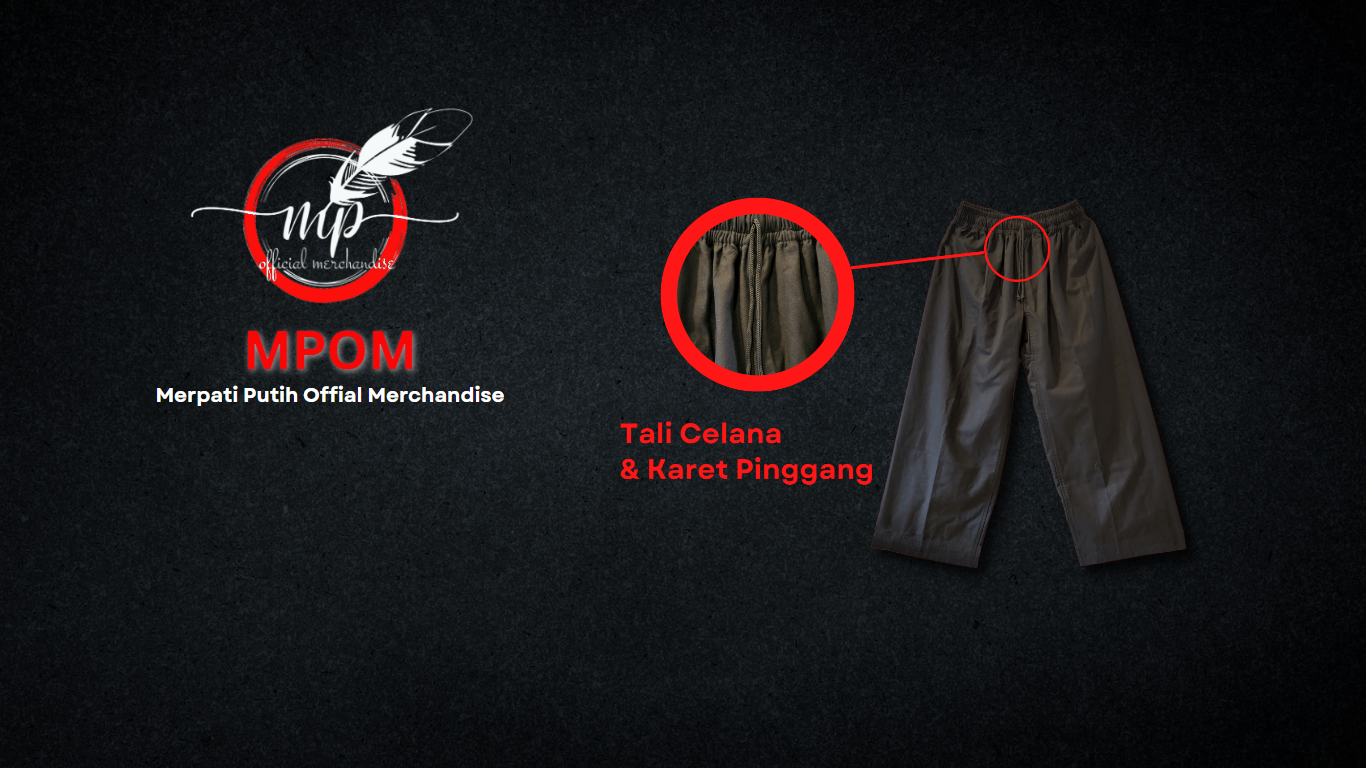 mp
official merchandise
MPOM
Merpati Putih Offial Merchandise
Tali Celana
& Karet Pinggang